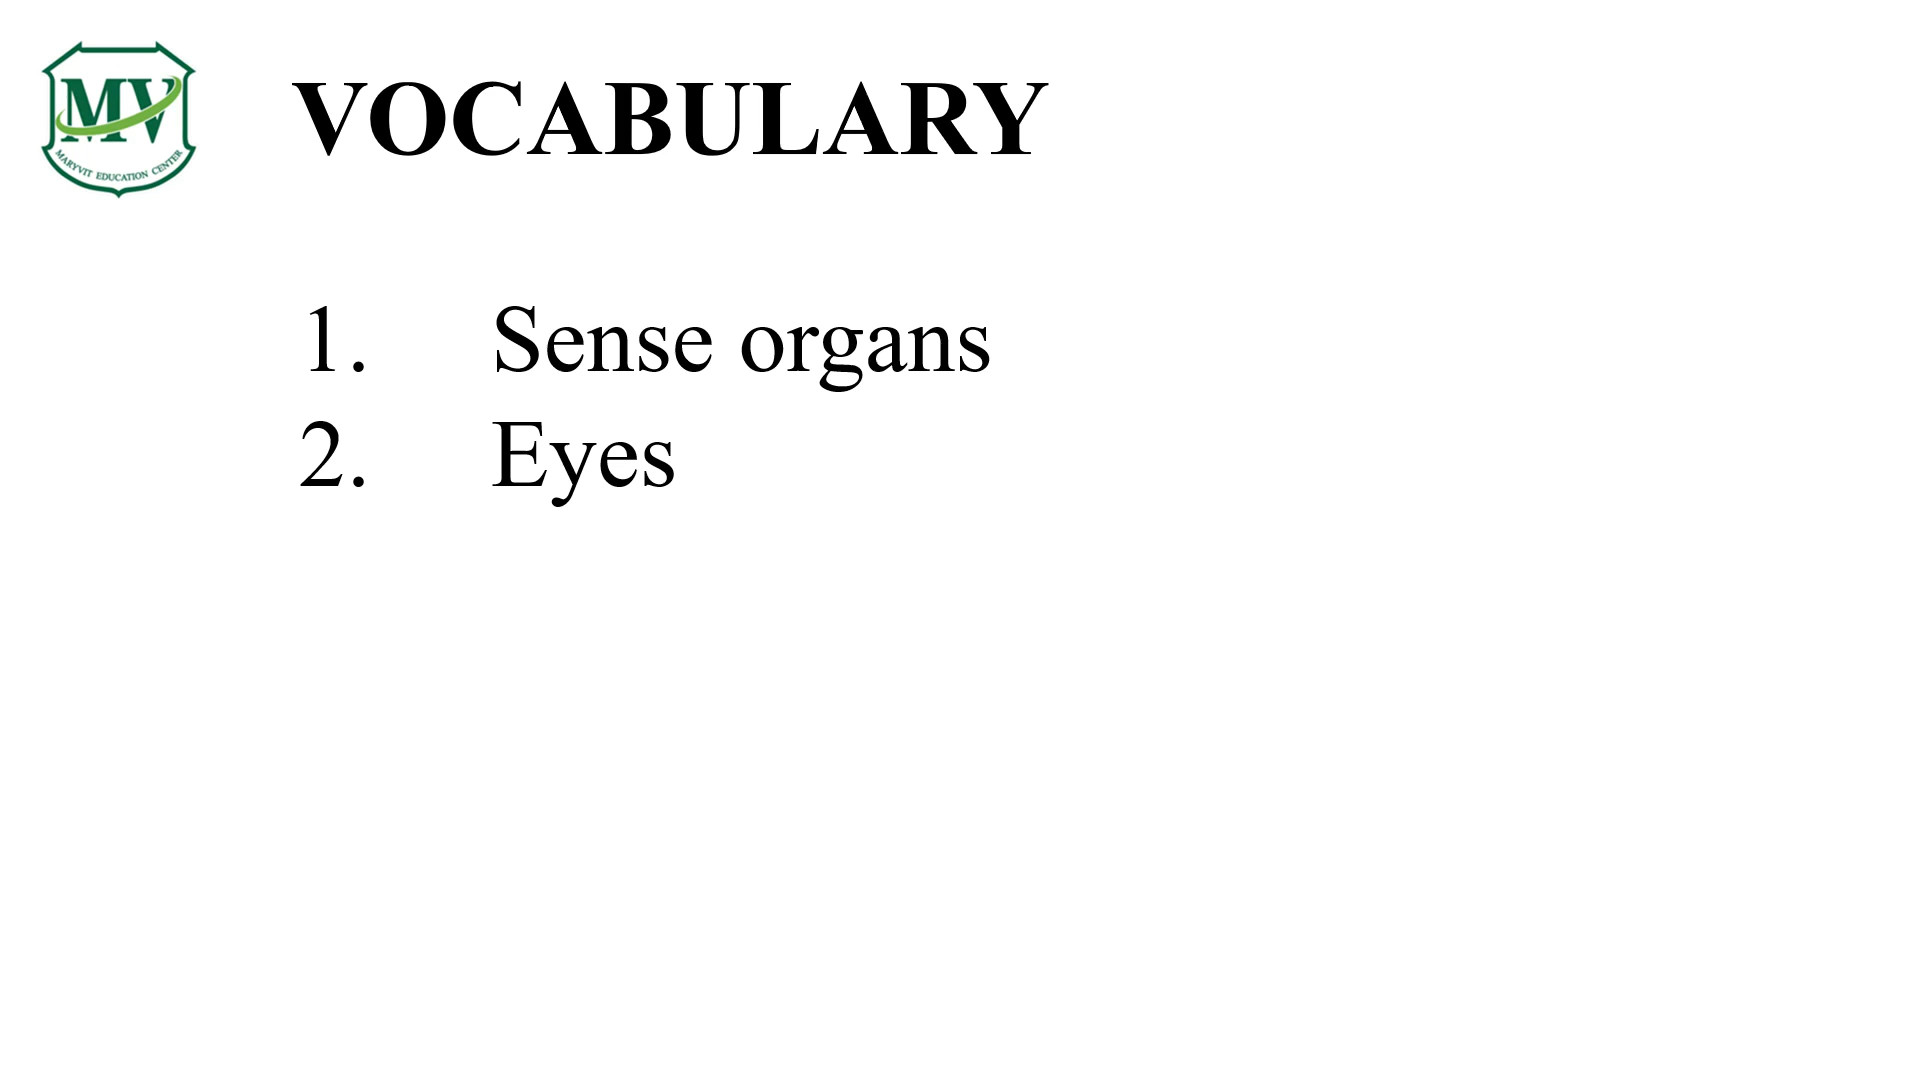 MV
MARYVIT EDUCATION CENTER
VOCABULARY
1. Sense organs
2. Eyes